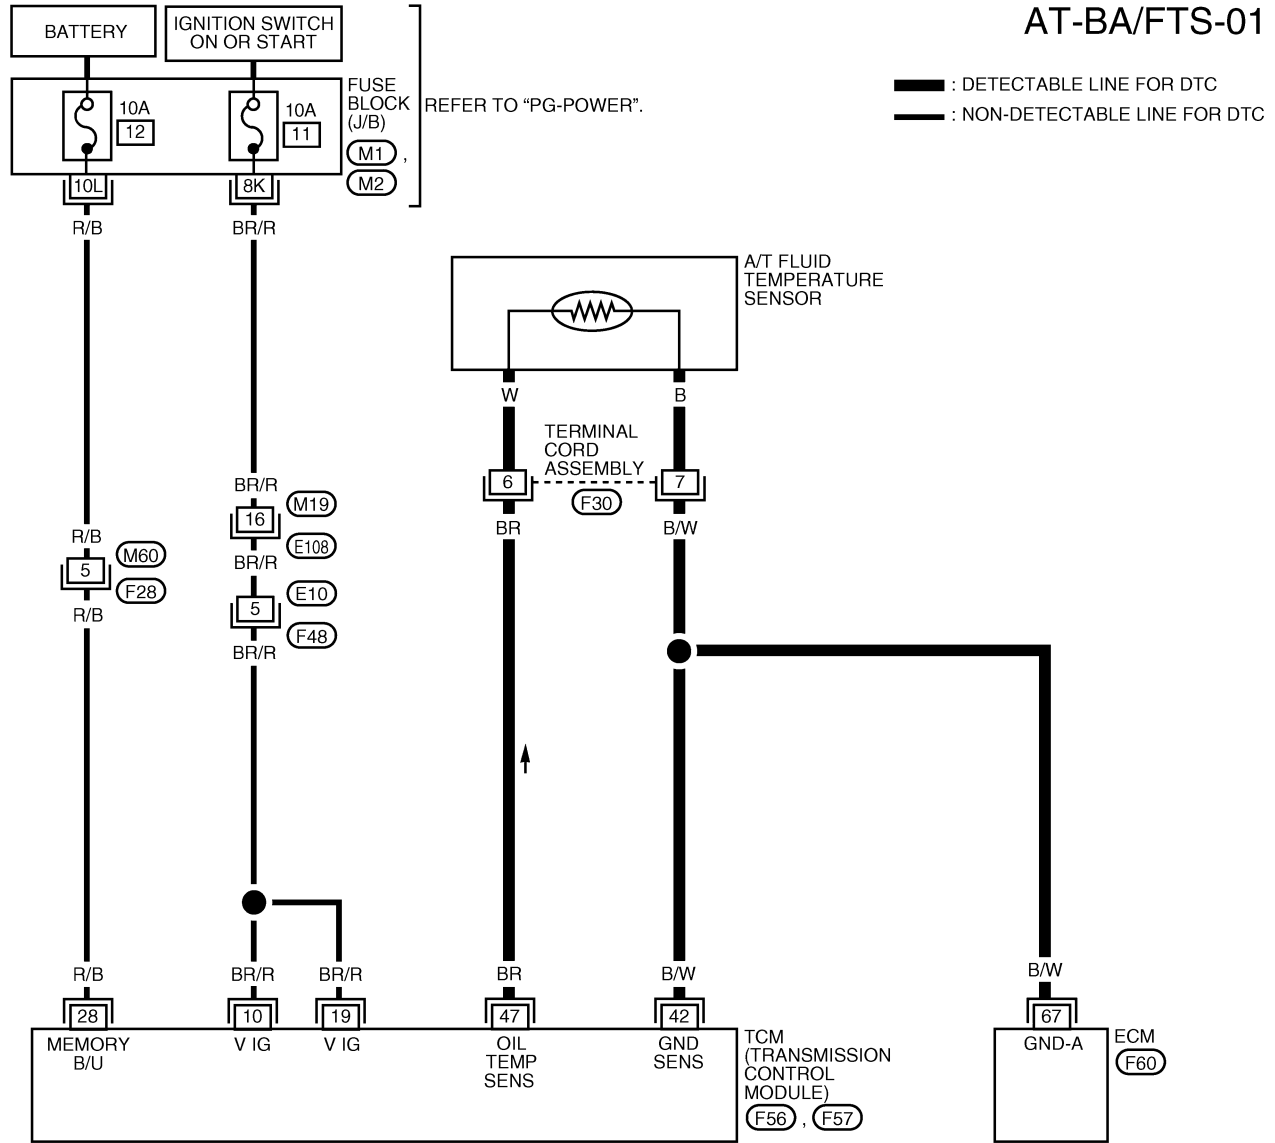 AT-BA/FTS-01
BATTERY
IGNITION SWITCH
ON OR START
: DETECTABLE LINE FOR DTC
: NON-DETECTABLE LINE FOR DTC
10A
12
10A
11
FUSE
BLOCK
(J/B)
M1 ,
M2
REFER TO “PG-POWER”.
10L
8K
R/B
BR/R
A/T FLUID
TEMPERATURE
SENSOR
W
B
TERMINAL
CORD
ASSEMBLY
6
7
F30
BR
B/W
BR/R
16
M19
E108
BR/R
R/B
5
M60
F28
R/B
5
E10
F48
BR/R
R/B
BR/R
BR/R
BR
B/W
B/W
28
10
19
47
42
67
MEMORY
B/U
V IG
V IG
OIL
TEMP
SENS
GND
SENS
TCM
(TRANSMISSION
CONTROL
MODULE)
F56 , F57
GND-A
ECM
F60